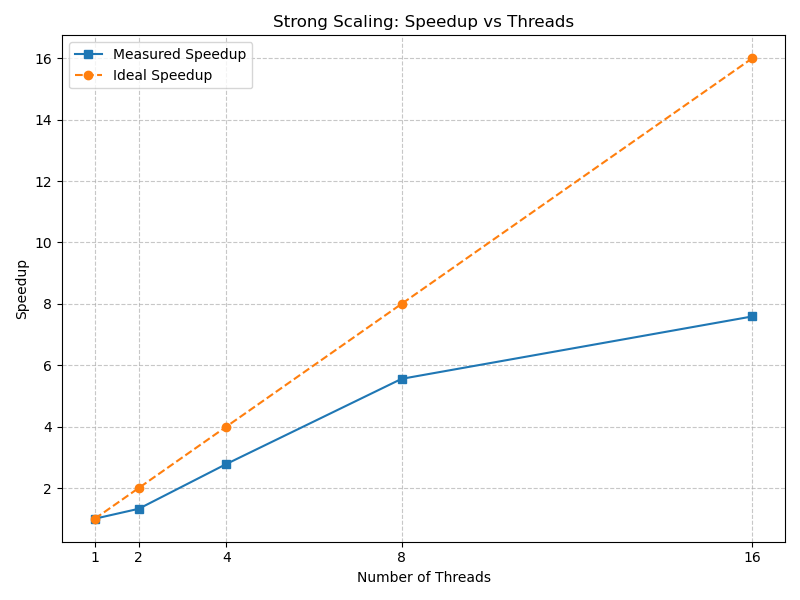 Strong Scaling: Speedup vs Threads
Measured Speedup
Ideal Speedup
16
14
12
10
8
6
4
2
Speedup
1 2 4 8 16
Number of Threads